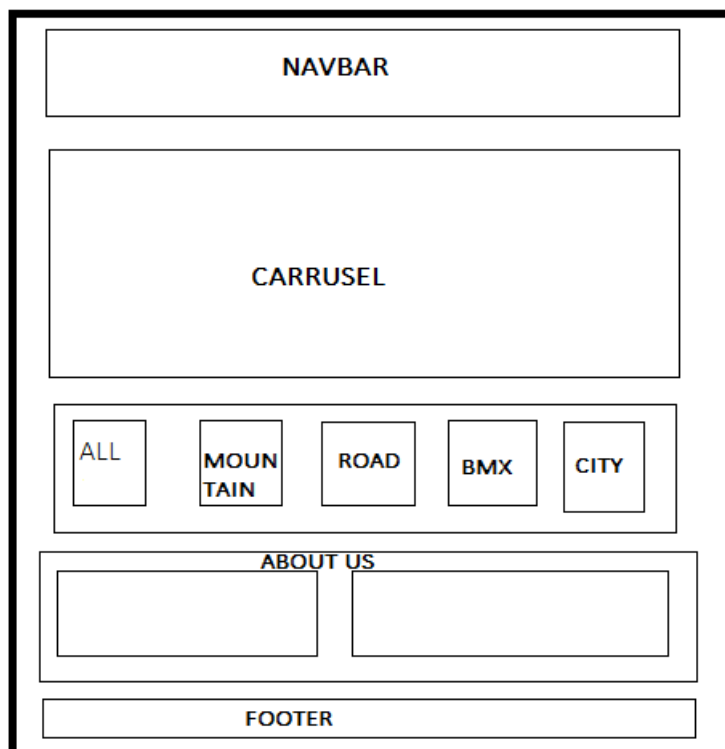 NAVBAR
CARRUSEL
ALL
MOUN
TAIN
ROAD
BMX
CITY
ABOUT US
FOOTER